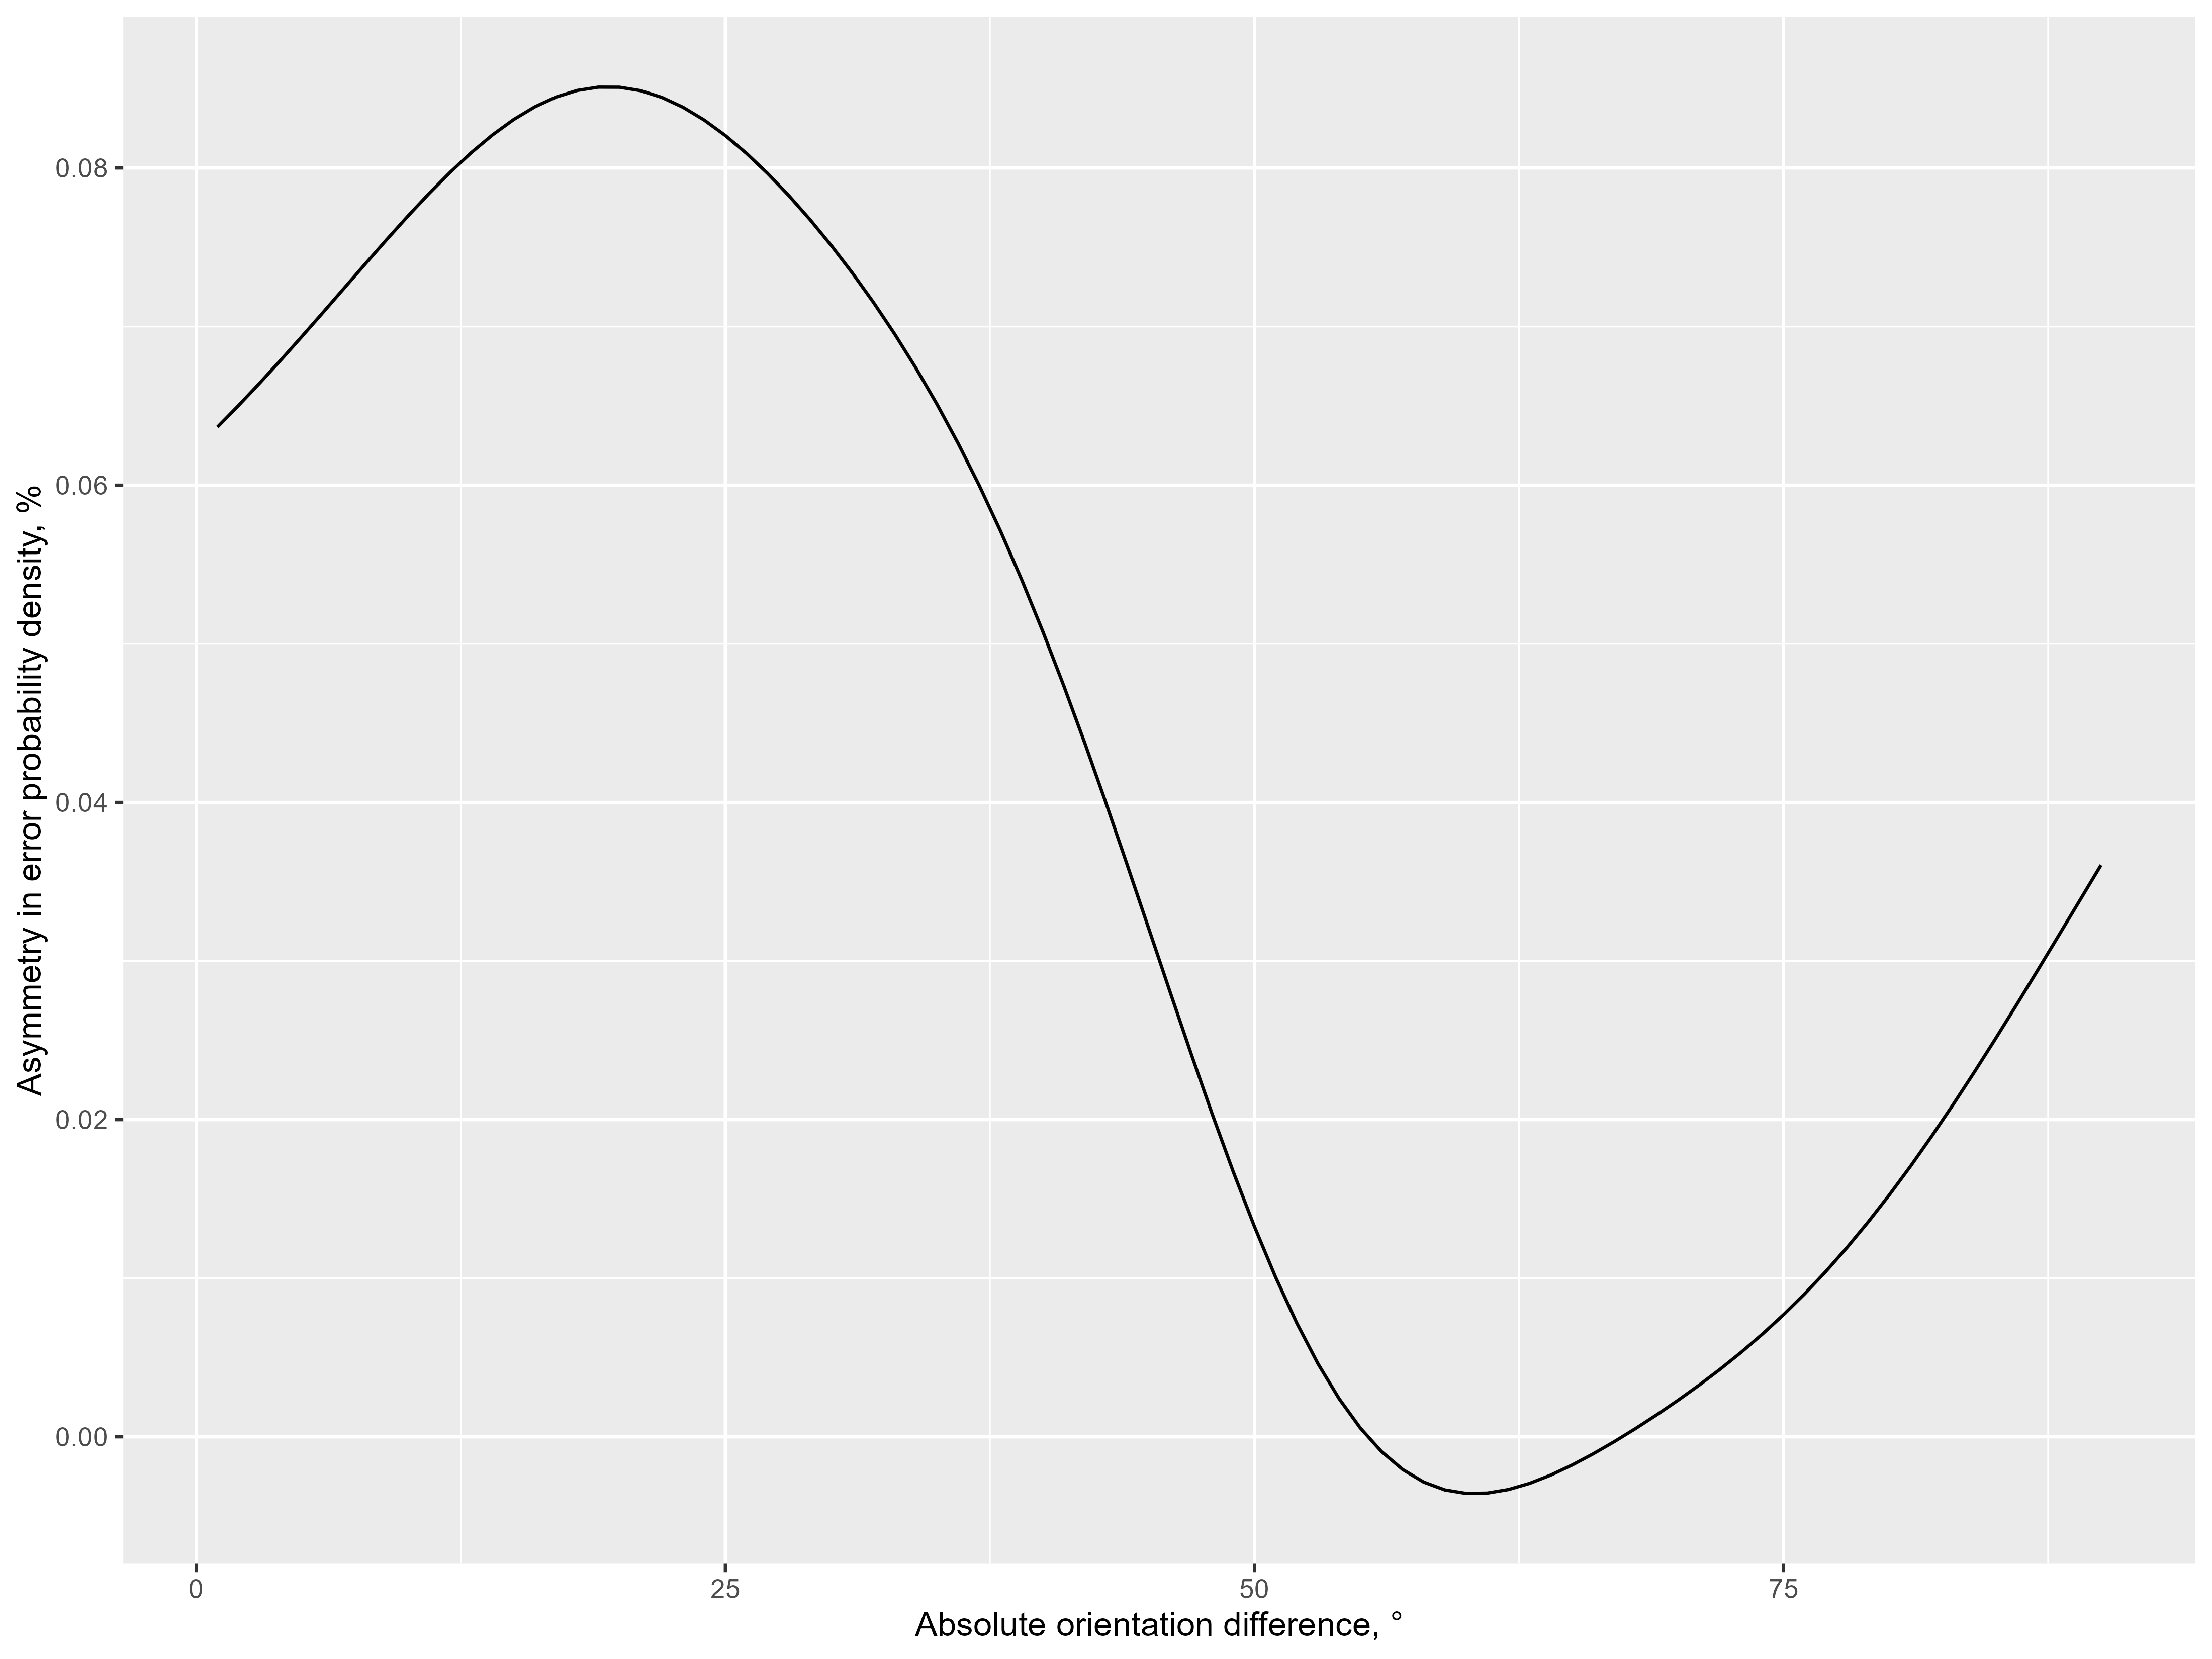 Asymmetry in error probability density, %
0.08
0.06
0.04
0.02
0.00
0 25 50 75
Absolute orientation difference, °